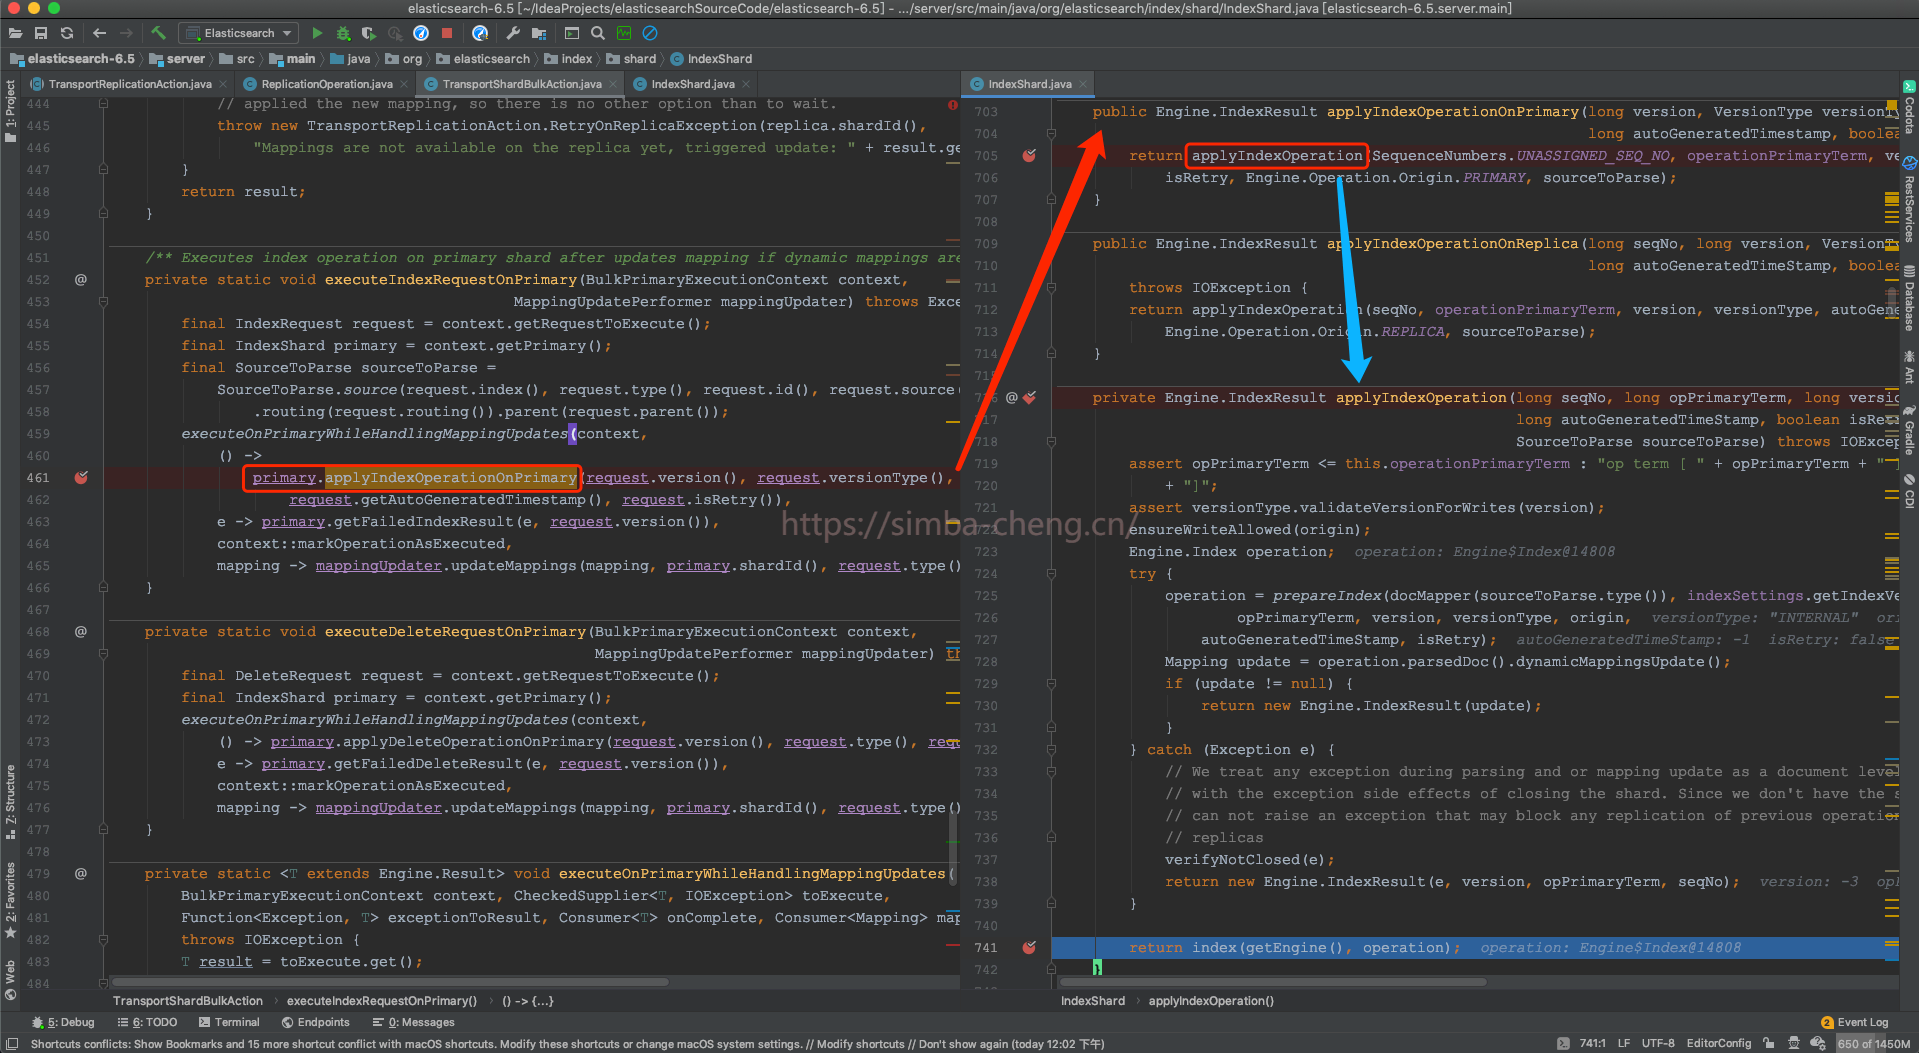 elasticsearch-6.5 [~/IdeaProjects/elasticsearchSourceCode/elasticsearch-6.5] - .../server/src/main/java/org/elasticsearch/index/shard/IndexShard.java [elasticsearch-6.5.server.main]
Elasticsearch
elasticsearch-6.5 server src main java org elasticsearch index shard IndexShard
TransportReplicationAction.java ReplicationOperation.java TransportShardBulkAction.java IndexShard.java
444 // applied the new mapping, so there is no other option than to wait.
445 throw new TransportReplicationAction.RetryOnReplicaException(replica.shardId(),
446 "Mappings are not available on the replica yet, triggered update: " + result.ge
447 }
448 return result;
449 }
450
451 /** Executes index operation on primary shard after updates mapping if dynamic mappings are
452 @ private static void executeIndexRequestOnPrimary(BulkPrimaryExecutionContext context,
453 MappingUpdatePerformer mappingUpdater) throws Exce
454 final IndexRequest request = context.getRequestToExecute();
455 final IndexShard primary = context.getPrimary();
456 final SourceToParse sourceToParse =
457 SourceToParse.source(request.index(), request.type(), request.id(), request.source(
458 .routing(request.routing()).parent(request.parent());
459 executeOnPrimaryWhileHandlingMappingUpdates(context,
460 () ->
461 primary.applyIndexOperationOnPrimary(request.version(), request.versionType(),
462 request.getAutoGeneratedTimestamp(), request.isRetry()),
463 e -> primary.getFailedIndexResult(e, request.version()),
464 context::markOperationAsExecuted,
465 mapping -> mappingUpdater.updateMappings(mapping, primary.shardId(), request.type()
466 }
467
468 @ private static void executeDeleteRequestOnPrimary(BulkPrimaryExecutionContext context,
469 MappingUpdatePerformer mappingUpdater) th
470 final DeleteRequest request = context.getRequestToExecute();
471 final IndexShard primary = context.getPrimary();
472 executeOnPrimaryWhileHandlingMappingUpdates(context,
473 () -> primary.applyDeleteOperationOnPrimary(request.version(), request.type(), req
474 e -> primary.getFailedDeleteResult(e, request.version()),
475 context::markOperationAsExecuted,
476 mapping -> mappingUpdater.updateMappings(mapping, primary.shardId(), request.type()
477 }
478
479 @ private static <T extends Engine.Result> void executeOnPrimaryWhileHandlingMappingUpdates(
480 BulkPrimaryExecutionContext context, CheckedSupplier<T, IOException> toExecute,
481 Function<Exception, T> exceptionToResult, Consumer<T> onComplete, Consumer<Mapping> map
482 throws IOException {
483 T result = toExecute.get();
484
TransportShardBulkAction executeIndexRequestOnPrimary() () -> {...}
IndexShard.java
703 public Engine.IndexResult applyIndexOperationOnPrimary(long version, VersionType version
704 long autoGeneratedTimestamp, boolea
705 return applyIndexOperation(SequenceNumbers.UNASSIGNED_SEQ_NO, operationPrimaryTerm, ve
706 isRetry, Engine.Operation.Origin.PRIMARY, sourceToParse);
707 }
708
709 public Engine.IndexResult applyIndexOperationOnReplica(long seqNo, long version, Version
710 long autoGeneratedTimeStamp, boolea
711 throws IOException {
712 return applyIndexOperation(seqNo, operationPrimaryTerm, version, versionType, autoGene
713 Engine.Operation.Origin.REPLICA, sourceToParse);
714 }
715
@ private Engine.IndexResult applyIndexOperation(long seqNo, long opPrimaryTerm, long versio
717 long autoGeneratedTimeStamp, boolean isRe
718 SourceToParse sourceToParse) throws IOExcep
719 assert opPrimaryTerm <= this.operationPrimaryTerm : "op term [ " + opPrimaryTerm + " ]
720 + "]";
721 assert versionType.validateVersionForWrites(version);
722 ensureWriteAllowed(origin);
723 Engine.Index operation; operation: Engine$Index@14808
724 try {
725 operation = prepareIndex(docMapper(sourceToParse.type()), indexSettings.getIndexVe
726 opPrimaryTerm, version, versionType, origin, versionType: "INTERNAL" ori
727 autoGeneratedTimeStamp, isRetry); autoGeneratedTimeStamp: -1 isRetry: false
728 Mapping update = operation.parsedDoc().dynamicMappingsUpdate();
729 if (update != null) {
730 return new Engine.IndexResult(update);
731 }
732 } catch (Exception e) {
733 // We treat any exception during parsing and or mapping update as a document leve
734 // with the exception side effects of closing the shard. Since we don't have the s
735 // can not raise an exception that may block any replication of previous operation
736 // replicas
737 verifyNotClosed(e);
738 return new Engine.IndexResult(e, version, opPrimaryTerm, seqNo); version: -3 op
739 }
740
741 return index(getEngine(), operation); operation: Engine$Index@14808
742 }
IndexShard applyIndexOperation()
https://simba-cheng.cn/
1: Project
Z: Structure
2: Favorites
Web
Codota
RestServices
Database
Ant
Gradle
CDI
5: Debug 6: TODO Terminal Endpoints 0: Messages
2 Event Log
Shortcuts conflicts: Show Bookmarks and 15 more shortcut conflict with macOS shortcuts. Modify these shortcuts or change macOS system settings. // Modify shortcuts // Don't show again (today 12:02 下午)
741:1 LF UTF-8 EditorConfig 650 of 1450M